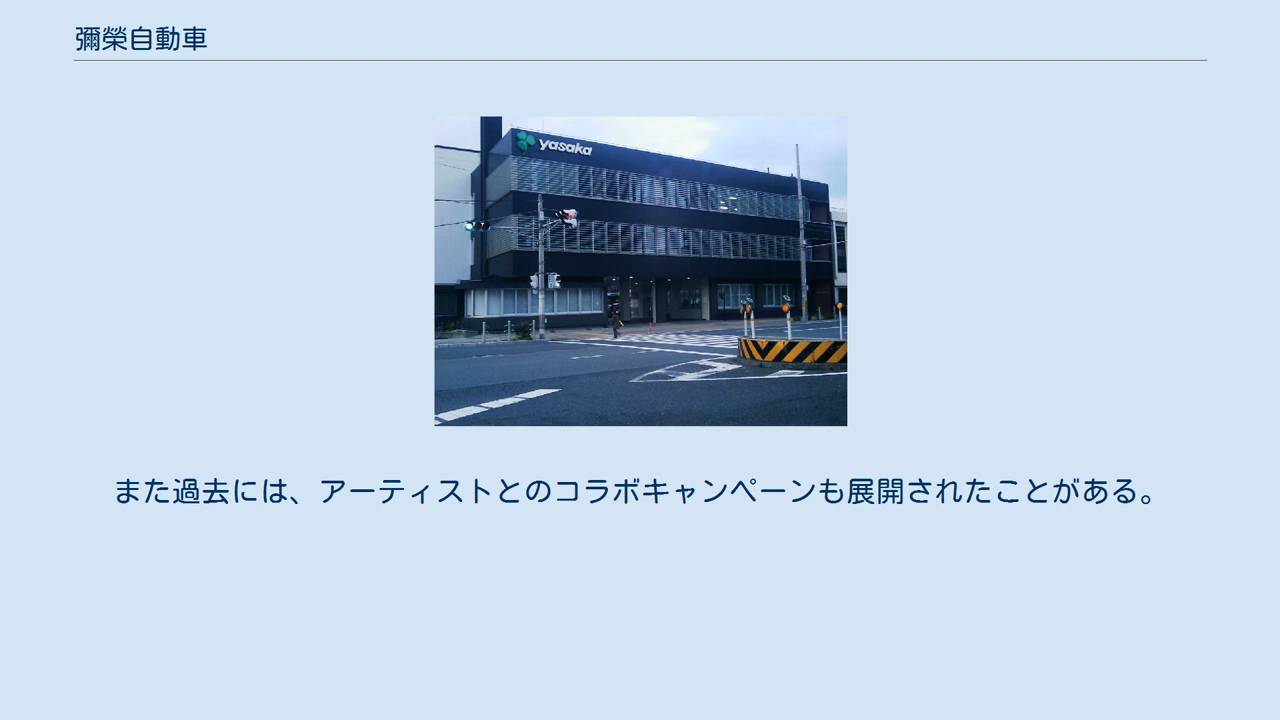 彌榮自動車
yasaka
また過去には、アーティストとのコラボキャンペーンも展開されたことがある。